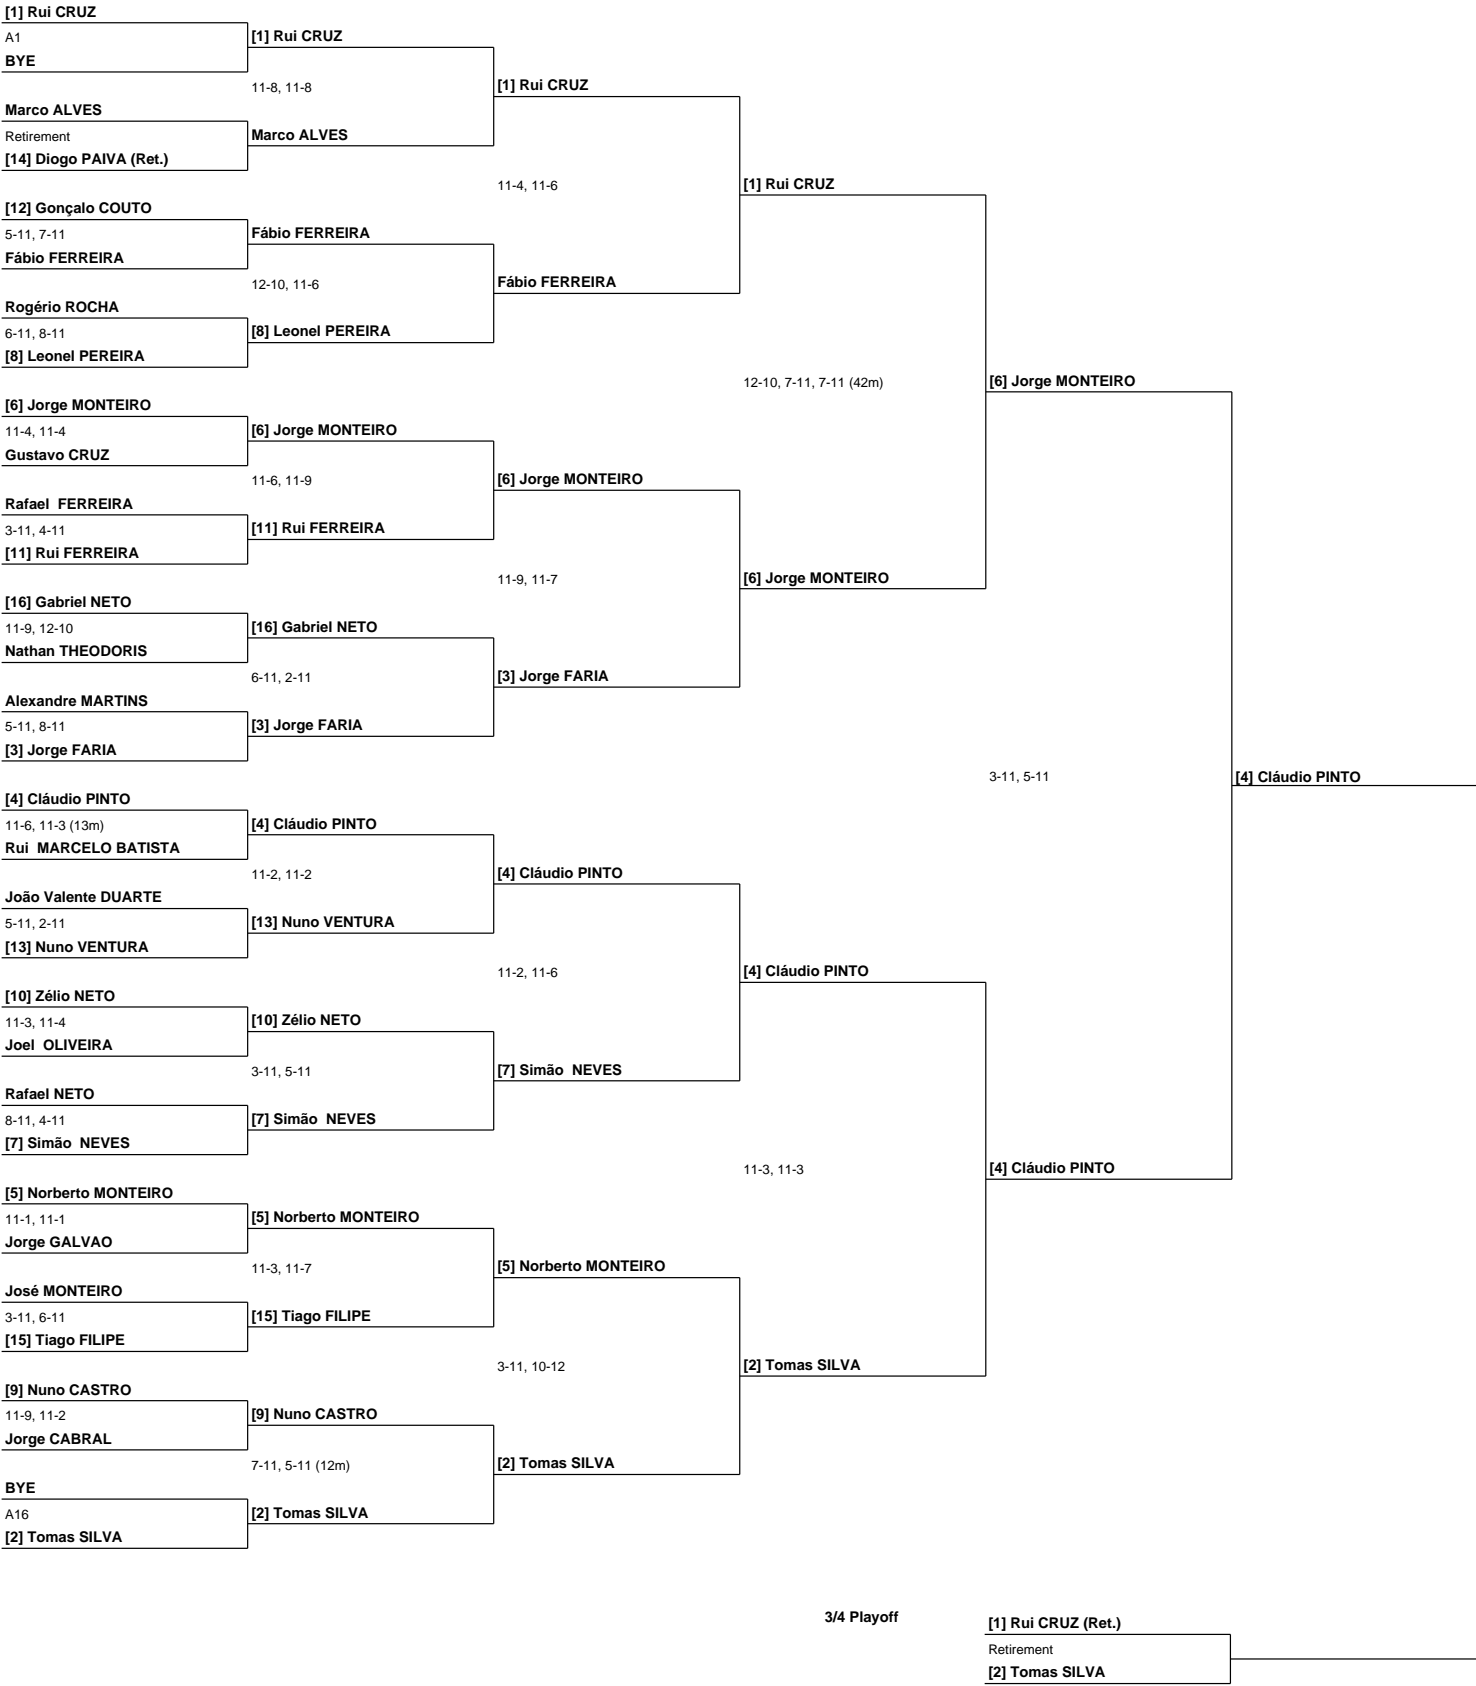 [1] Rui CRUZ
A1
BYE
Marco ALVES
Retirement
[14] Diogo PAIVA (Ret.)
[12] Gonçalo COUTO
5-11, 7-11
Fábio FERREIRA
Rogério ROCHA
6-11, 8-11
[8] Leonel PEREIRA
[6] Jorge MONTEIRO
11-4, 11-4
Gustavo CRUZ
Rafael FERREIRA
3-11, 4-11
[11] Rui FERREIRA
[16] Gabriel NETO
11-9, 12-10
Nathan THEODORIS
Alexandre MARTINS
5-11, 8-11
[3] Jorge FARIA
[4] Cláudio PINTO
11-6, 11-3 (13m)
Rui MARCELO BATISTA
João Valente DUARTE
5-11, 2-11
[13] Nuno VENTURA
[10] Zélio NETO
11-3, 11-4
Joel OLIVEIRA
Rafael NETO
8-11, 4-11
[7] Simão NEVES
[5] Norberto MONTEIRO
11-1, 11-1
Jorge GALVAO
José MONTEIRO
3-11, 6-11
[15] Tiago FILIPE
[9] Nuno CASTRO
11-9, 11-2
Jorge CABRAL
BYE
A16
[2] Tomas SILVA
[1] Rui CRUZ
11-8, 11-8
Marco ALVES
Fábio FERREIRA
12-10, 11-6
[8] Leonel PEREIRA
[6] Jorge MONTEIRO
11-6, 11-9
[11] Rui FERREIRA
[16] Gabriel NETO
6-11, 2-11
[3] Jorge FARIA
[4] Cláudio PINTO
11-2, 11-2
[13] Nuno VENTURA
[10] Zélio NETO
3-11, 5-11
[7] Simão NEVES
[5] Norberto MONTEIRO
11-3, 11-7
[15] Tiago FILIPE
[9] Nuno CASTRO
7-11, 5-11 (12m)
[2] Tomas SILVA
[1] Rui CRUZ
11-4, 11-6
Fábio FERREIRA
[6] Jorge MONTEIRO
11-9, 11-7
[3] Jorge FARIA
[4] Cláudio PINTO
11-2, 11-6
[7] Simão NEVES
[5] Norberto MONTEIRO
3-11, 10-12
[2] Tomas SILVA
[1] Rui CRUZ
12-10, 7-11, 7-11 (42m)
[6] Jorge MONTEIRO
[4] Cláudio PINTO
11-3, 11-3
[2] Tomas SILVA
[6] Jorge MONTEIRO
3-11, 5-11
[4] Cláudio PINTO
[4] Cláudio PINTO
3/4 Playoff
[1] Rui CRUZ (Ret.)
Retirement
[2] Tomas SILVA